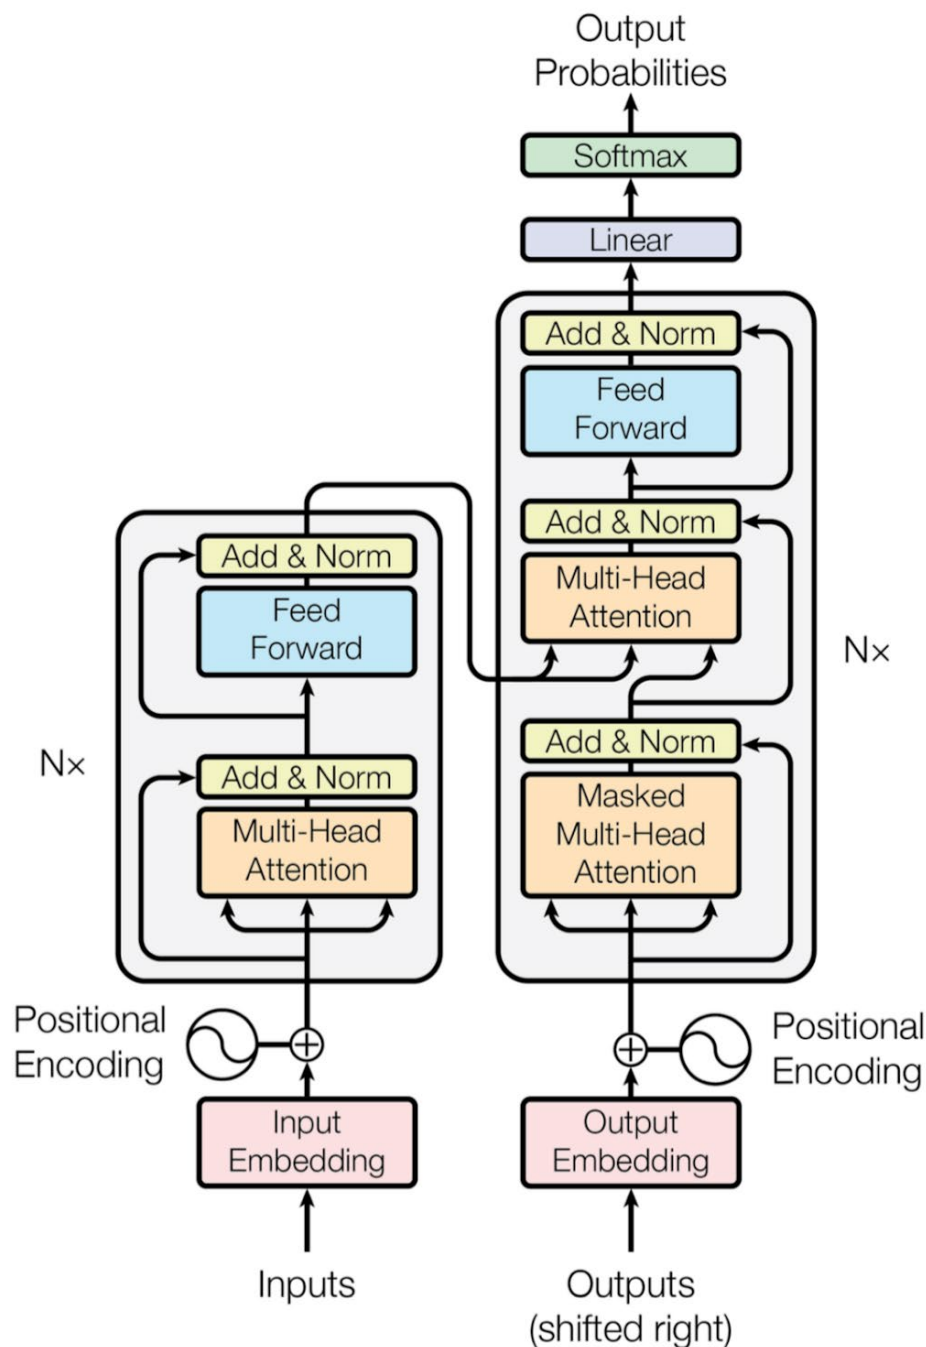 Output
Probabilities
Softmax
Linear
Add & Norm
Feed
Forward
Add & Norm
Multi-Head
Attention
Nx
Add & Norm
Masked
Multi-Head
Attention
Add & Norm
Feed
Forward
Nx
Add & Norm
Multi-Head
Attention
Positional
Encoding
Positional
Encoding
Input
Embedding
Output
Embedding
Inputs
Outputs
(shifted right)